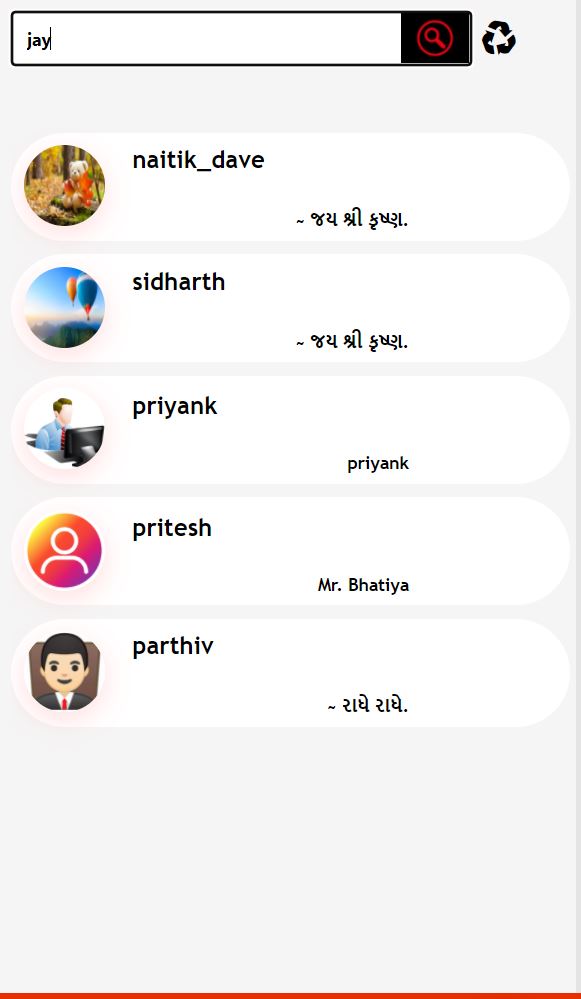 jay
naitik_dave
~ જય શ્રી કૃષ્ણ.
sidharth
~ જય શ્રી કૃષ્ણ.
priyank
priyank
pritesh
Mr. Bhatiya
parthiv
~ રાધે રાધે.